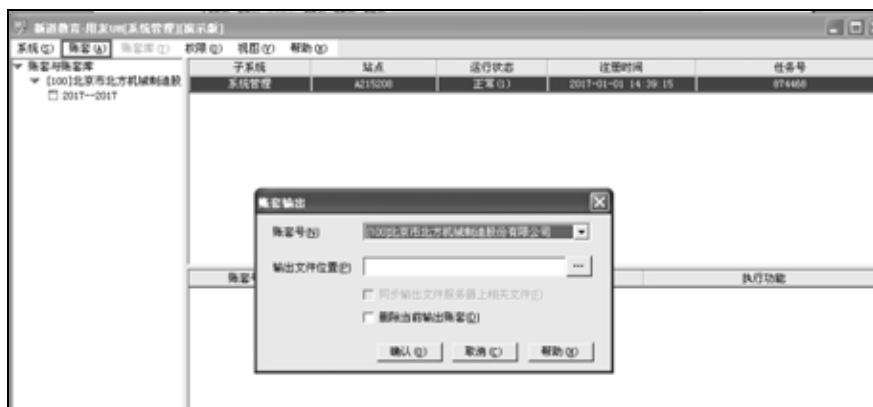 新道教育-用友U8[系统管理][演示版]
系统(S) 账套(A) 账套库(Y) 权限(O) 视图(V) 帮助(H)
账套与账套库
[100]北京市北方机械制造股
2017--2017
子系统 站点 运行状态 注册时间 任务号
系统管理 A215208 正常(1) 2017-01-01 14:39:15 874468
账套输出
账套号(N) [100]北京市北方机械制造股份有限公司
输出文件位置(P) ...
同步输出文件服务器上相关文件(F)
删除当前输出账套(D)
确认(O) 取消(C) 帮助(H)
账套号 执行功能